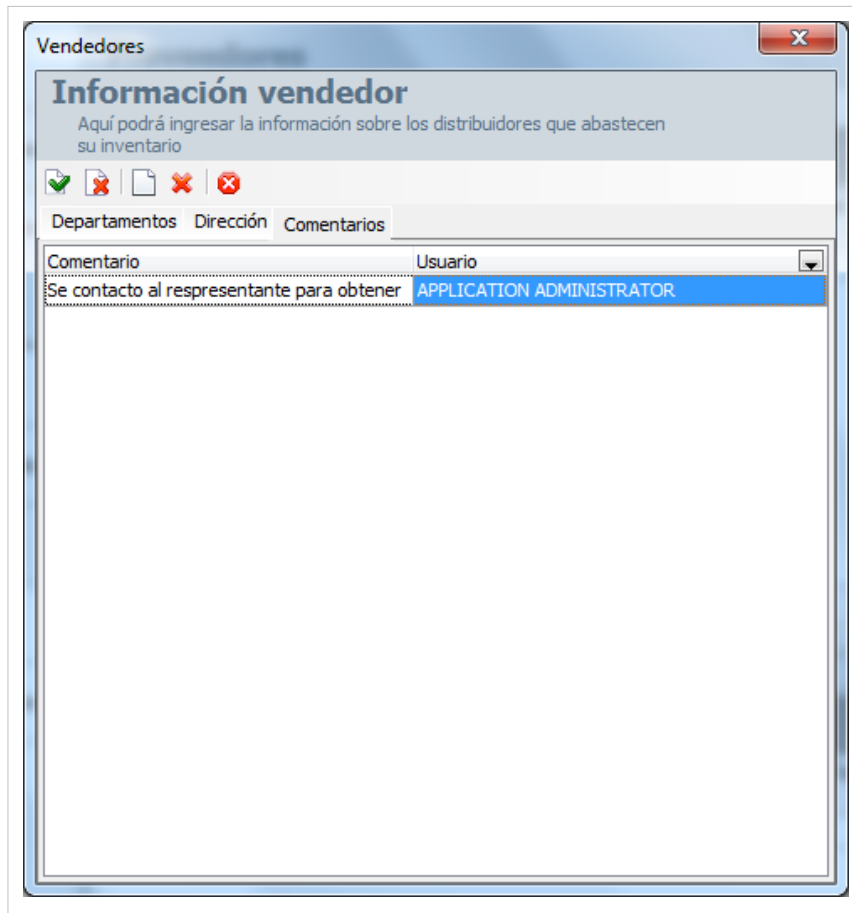 Vendedores
Información vendedor
Aquí podrá ingresar la información sobre los distribuidores que abastecen
su inventario
Departamentos Dirección Comentarios
Comentario Usuario
Se contacto al respresentante para obtener APPLICATION ADMINISTRATOR